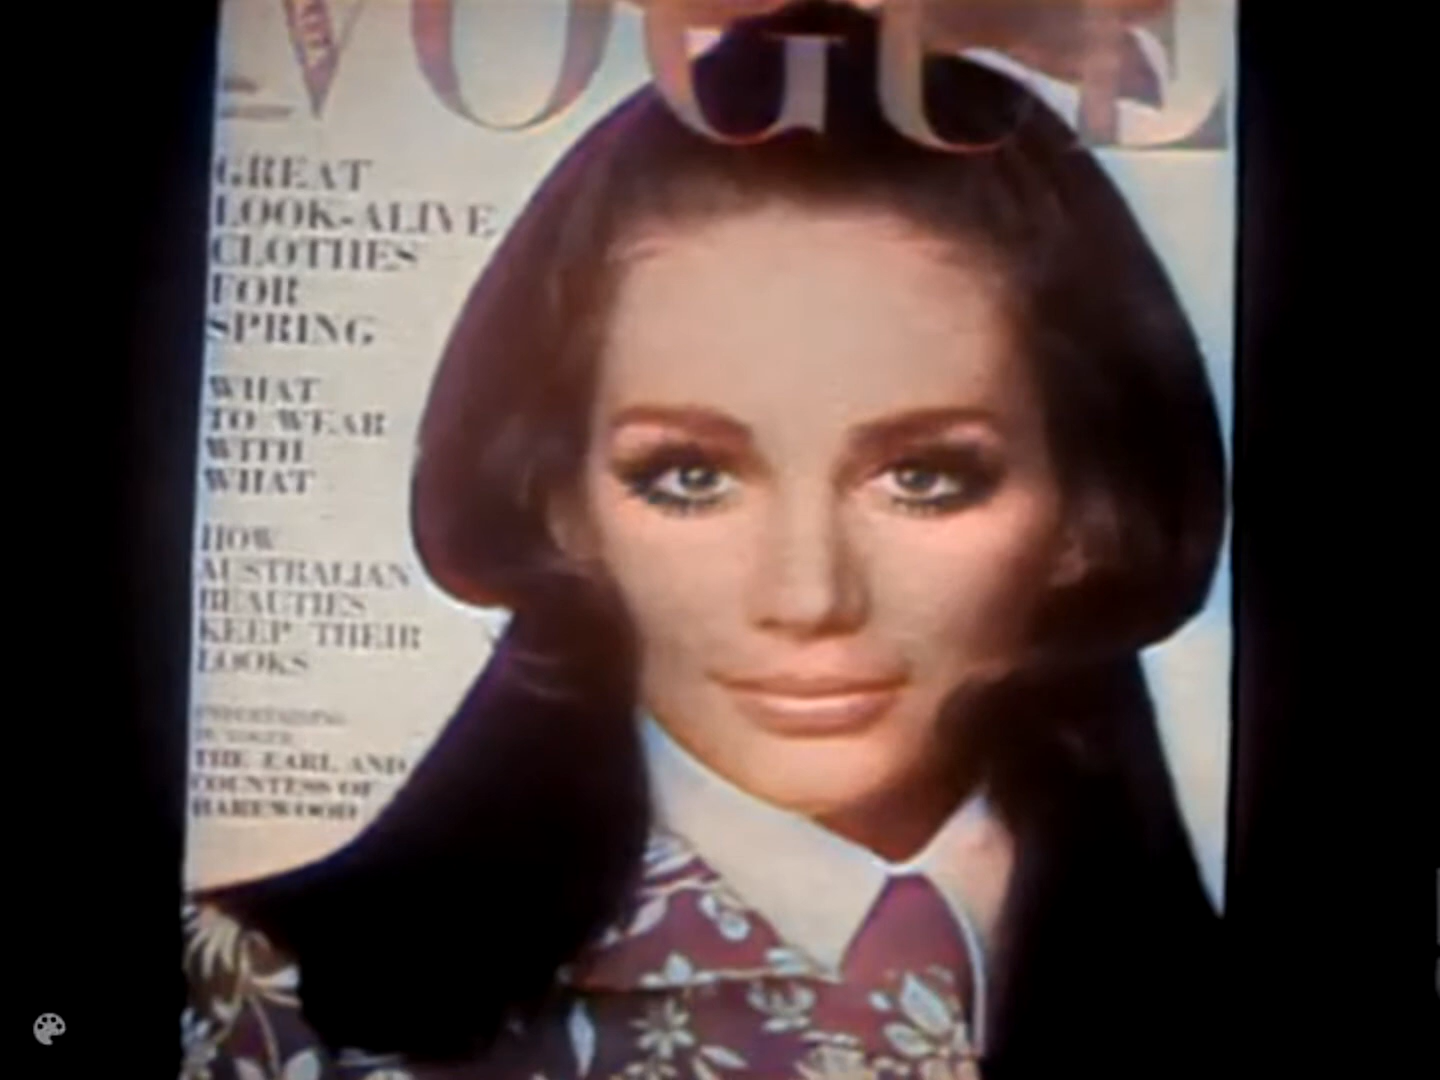 VOGUE
GREAT
LOOK-ALIVE
CLOTHES
FOR
SPRING
WHAT
TO WEAR
WITH
WHAT
HOW
AUSTRALIAN
BEAUTIES
KEEP THEIR
LOOKS
THE EARL AND
COUNTESS OF
HAREWOOD